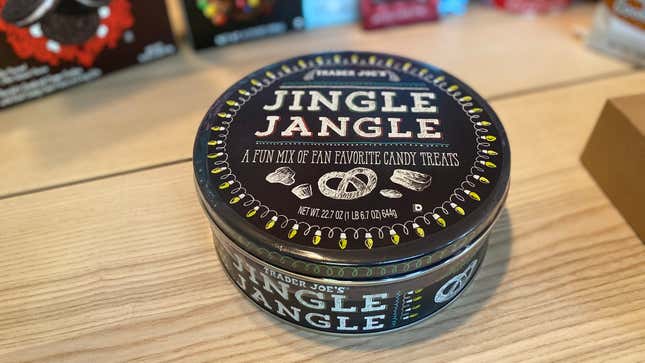 TRADER JOE'S
JINGLE
JANGLE
A FUN MIX OF FAN FAVORITE CANDY TREATS
NET WT. 22.7 OZ (1 LB 6.7 OZ) 644g
TRADER JOE'S
JINGLE
JANGLE